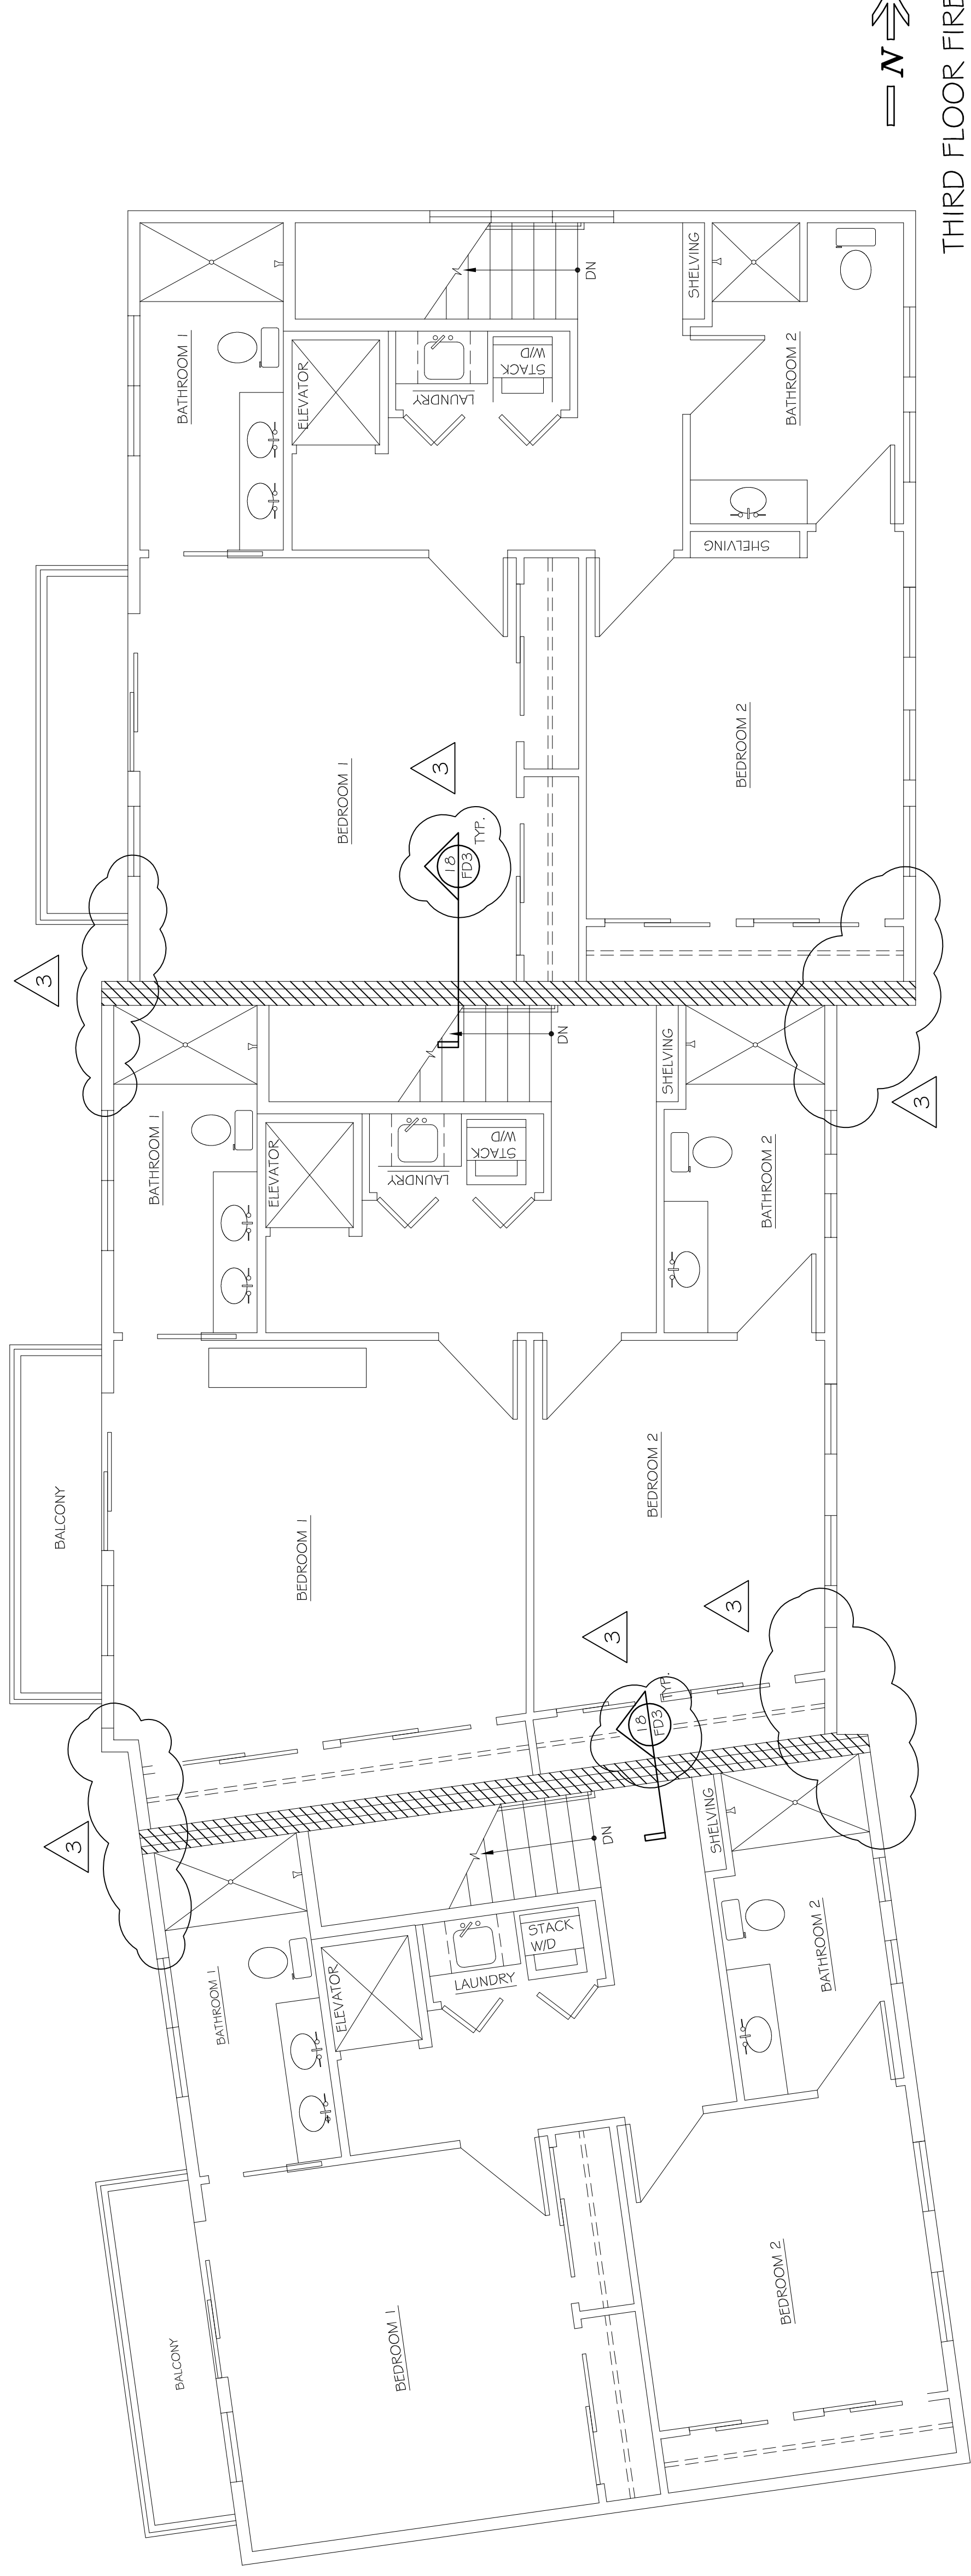 N
THIRD FLOOR FIRE
BATHROOM 1
ELEVATOR
LAUNDRY
STACK
W/D
DN
SHELVING
BATHROOM 2
SHELVING
BEDROOM 1
3
18
FD3
TYP.
BEDROOM 2
3
3
BATHROOM 1
ELEVATOR
LAUNDRY
STACK
W/D
DN
SHELVING
BATHROOM 2
BALCONY
BEDROOM 1
BEDROOM 2
3
3
18
FD3
TYP.
3
BATHROOM 1
ELEVATOR
LAUNDRY
STACK
W/D
DN
SHELVING
BATHROOM 2
BALCONY
BEDROOM 1
BEDROOM 2